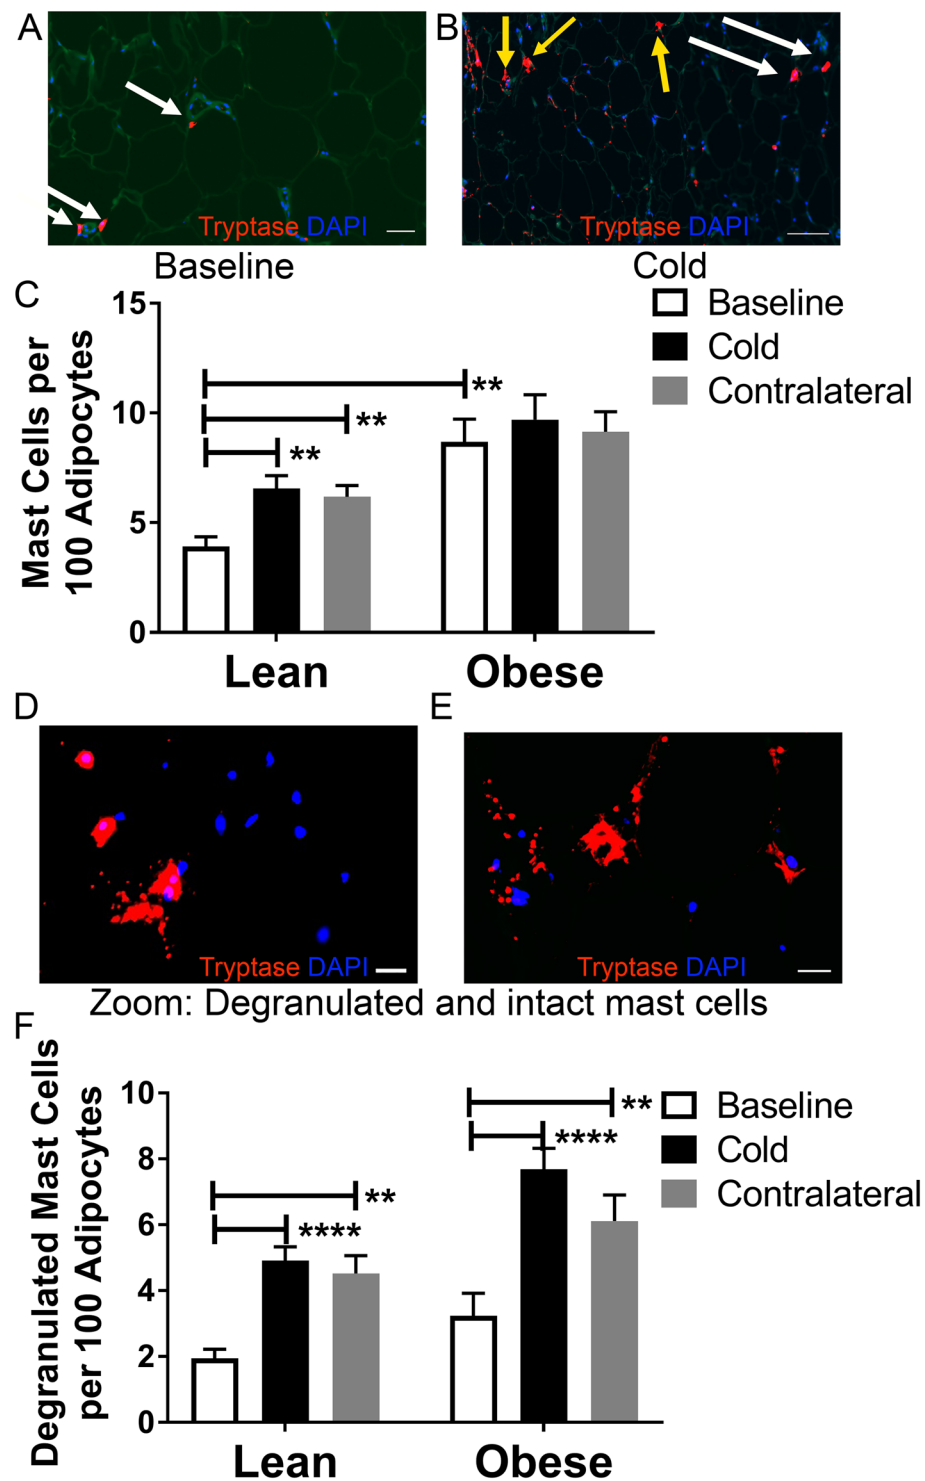 A
B
Tryptase DAPI
Tryptase DAPI
Baseline
Cold
C
Mast Cells per
100 Adipocytes
15
10
5
0
**
**
**
Baseline
Cold
Contralateral
Lean
Obese
D
E
Tryptase DAPI
Tryptase DAPI
Zoom: Degranulated and intact mast cells
F
Degranulated Mast Cells
per 100 Adipocytes
10
8
6
4
2
0
**
****
**
****
Baseline
Cold
Contralateral
Lean
Obese